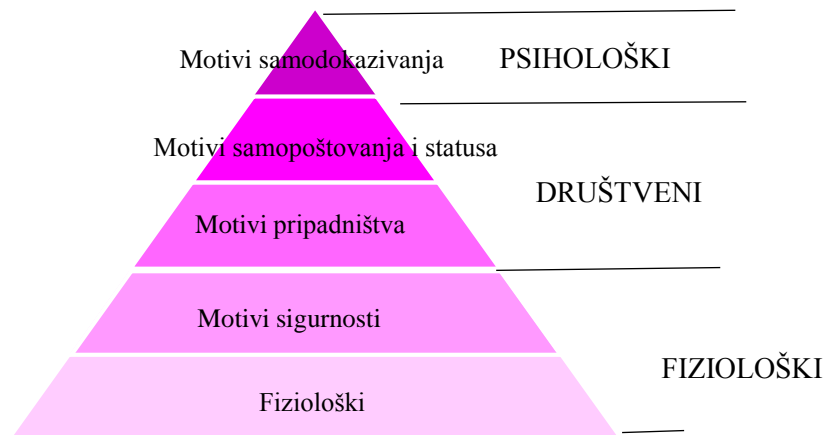 Motivi samodokazivanja
PSIHOLOŠKI
Motivi samopoštovanja i statusa
DRUŠTVENI
Motivi pripadništva
Motivi sigurnosti
FIZIOLOŠKI
Fiziološki